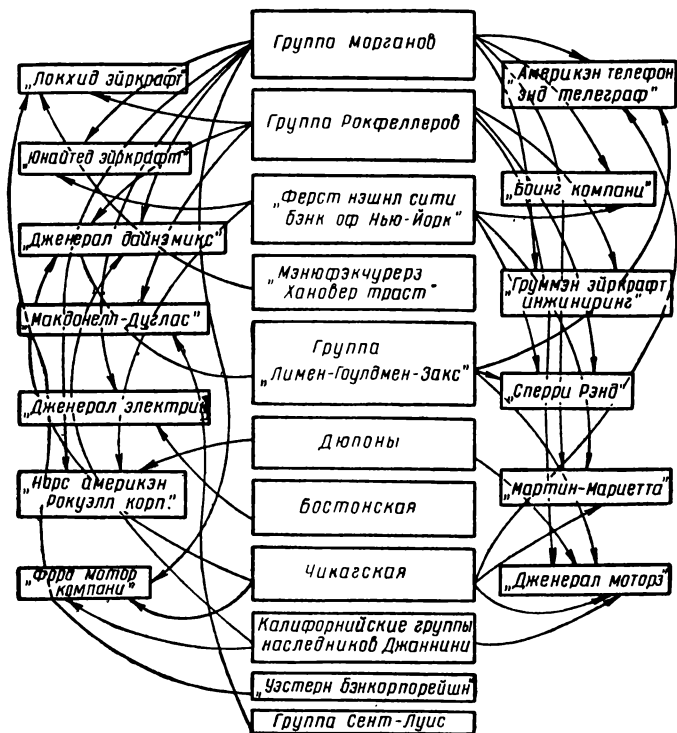 Группа Морганов
Группа Рокфеллеров
„Ферст нэшнл сити
бэнк оф Нью-Йорк"
„Мэнюфэкчурерз
Хановер траст"
Группа
„Лимен-Гоулдмен-Закс"
Дюпоны
Бостонская
Чикагская
Калифорнийские группы
наследников Джаннини
„Уэстерн бэнкорпорейшн"
Группа Сент-Луис
„Локхид эйркрафт"
„Юнайтед эйркрафт"
„Дженерал дайнэмикс"
„Макдонелл-Дуглас"
„Дженерал электрик"
„Норс америкэн
Рокуэлл корп."
„Форд мотор
компани"
„Америкэн телефон
энд телеграф"
„Боинг компани"
„Грумман эйркрафт
инжиниринг"
„Сперри Рэнд"
„Мартин-Мариетта"
„Дженерал моторз"